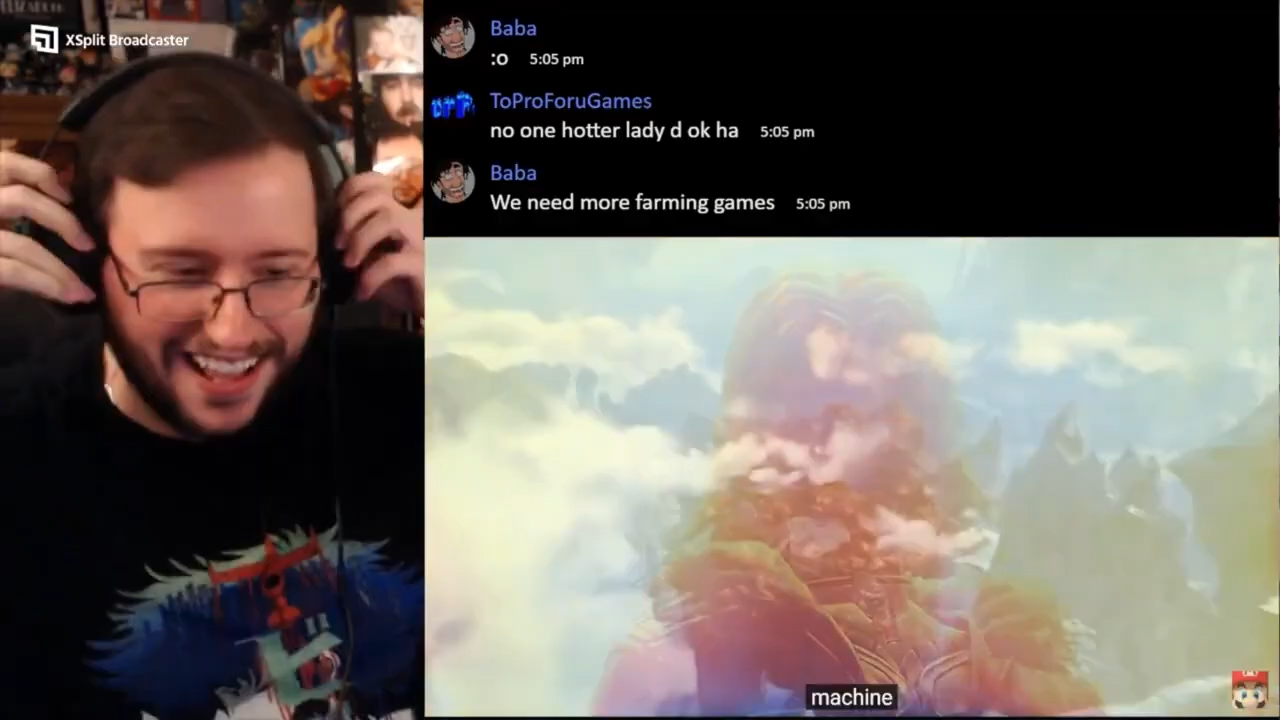 XSplit Broadcaster
Baba
:o 5:05 pm
ToProForuGames
no one hotter lady d ok ha 5:05 pm
Baba
We need more farming games 5:05 pm
machine